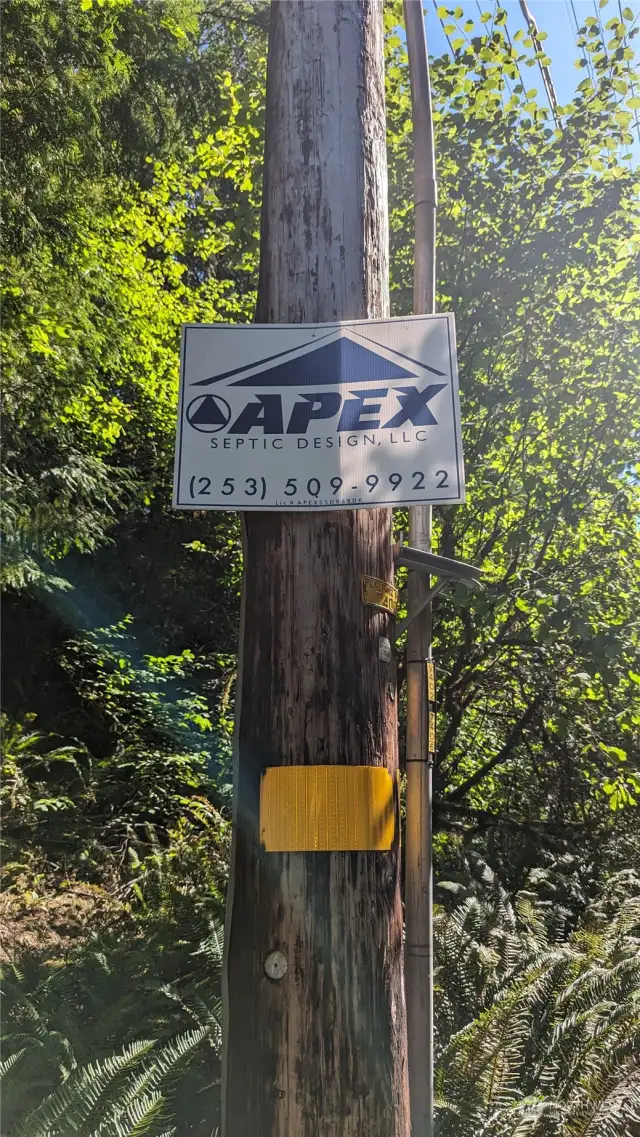 APEX
SEPTIC DESIGN, LLC
(253) 509-9922